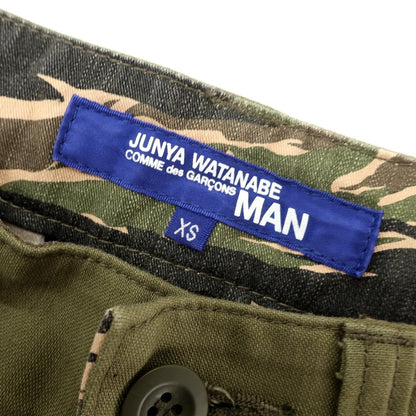 JUNYA WATANABE
COMME des GARÇONS
MAN
XS